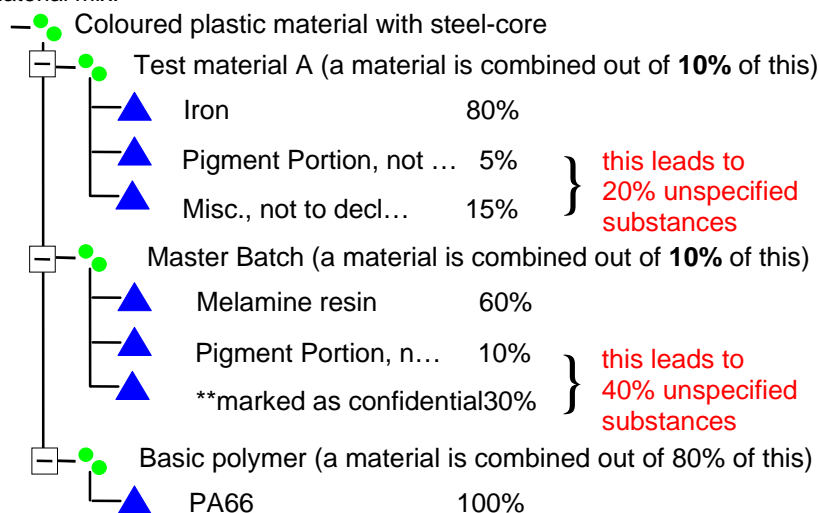 Coloured plastic material with steel-core
Test material A (a material is combined out of 10% of this)
Iron 80%
Pigment Portion, not … 5%
Misc., not to decl… 15%
} this leads to
20% unspecified
substances
Master Batch (a material is combined out of 10% of this)
Melamine resin 60%
Pigment Portion, n… 10%
**marked as confidential30%
} this leads to
40% unspecified
substances
Basic polymer (a material is combined out of 80% of this)
PA66 100%